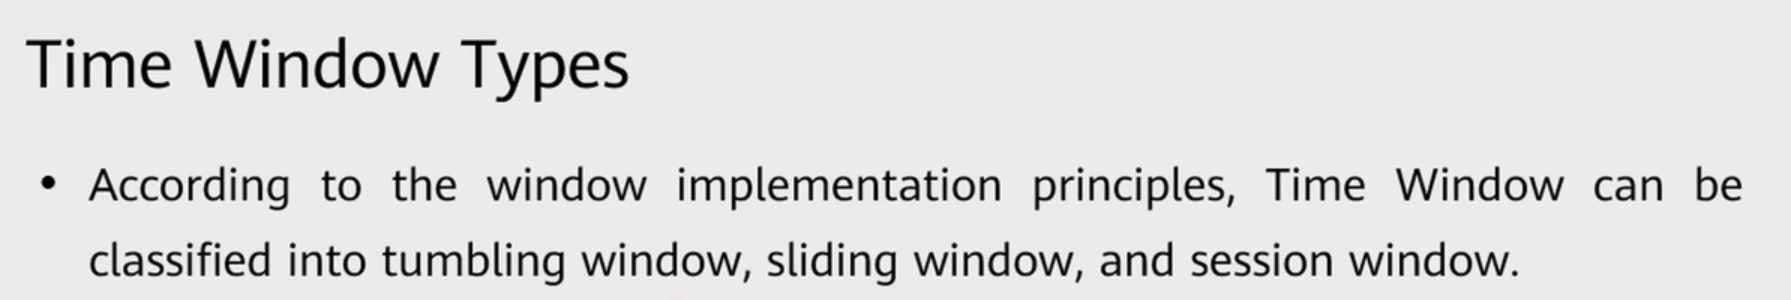 Time Window Types
• According to the window implementation principles, Time Window can be
classified into tumbling window, sliding window, and session window.